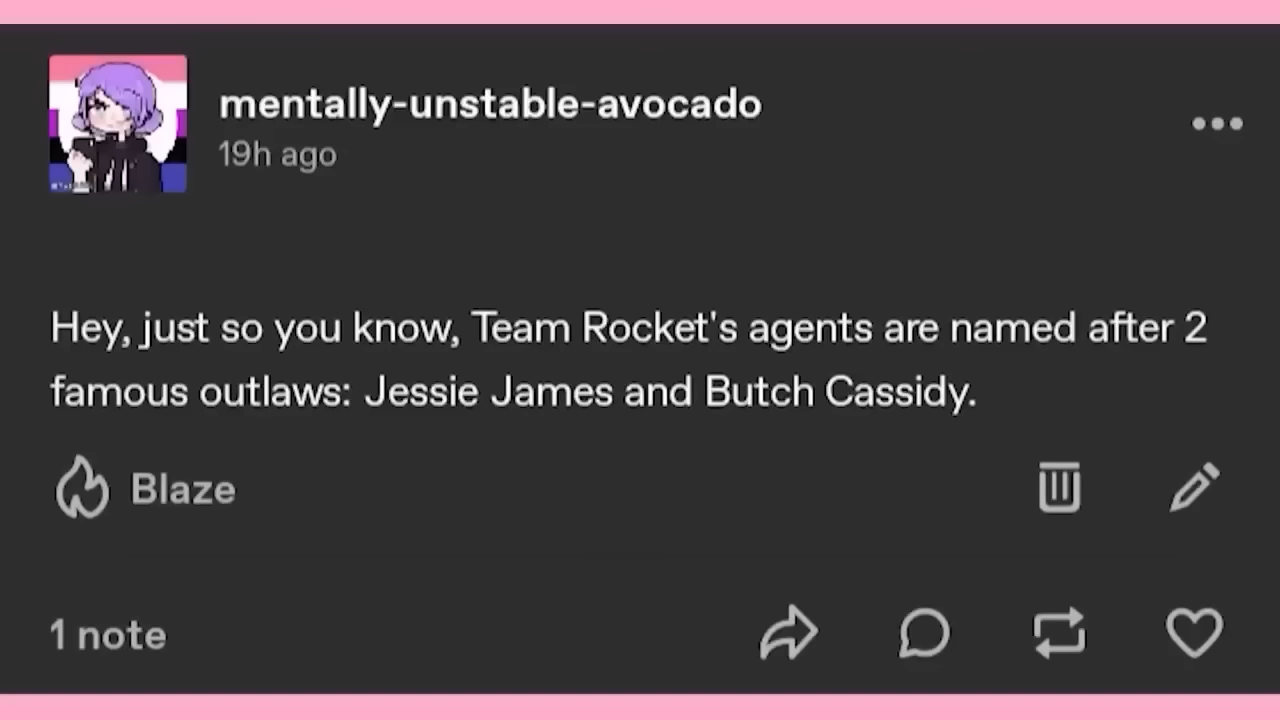 mentally-unstable-avocado
19h ago
Hey, just so you know, Team Rocket's agents are named after 2
famous outlaws: Jessie James and Butch Cassidy.
Blaze
1 note